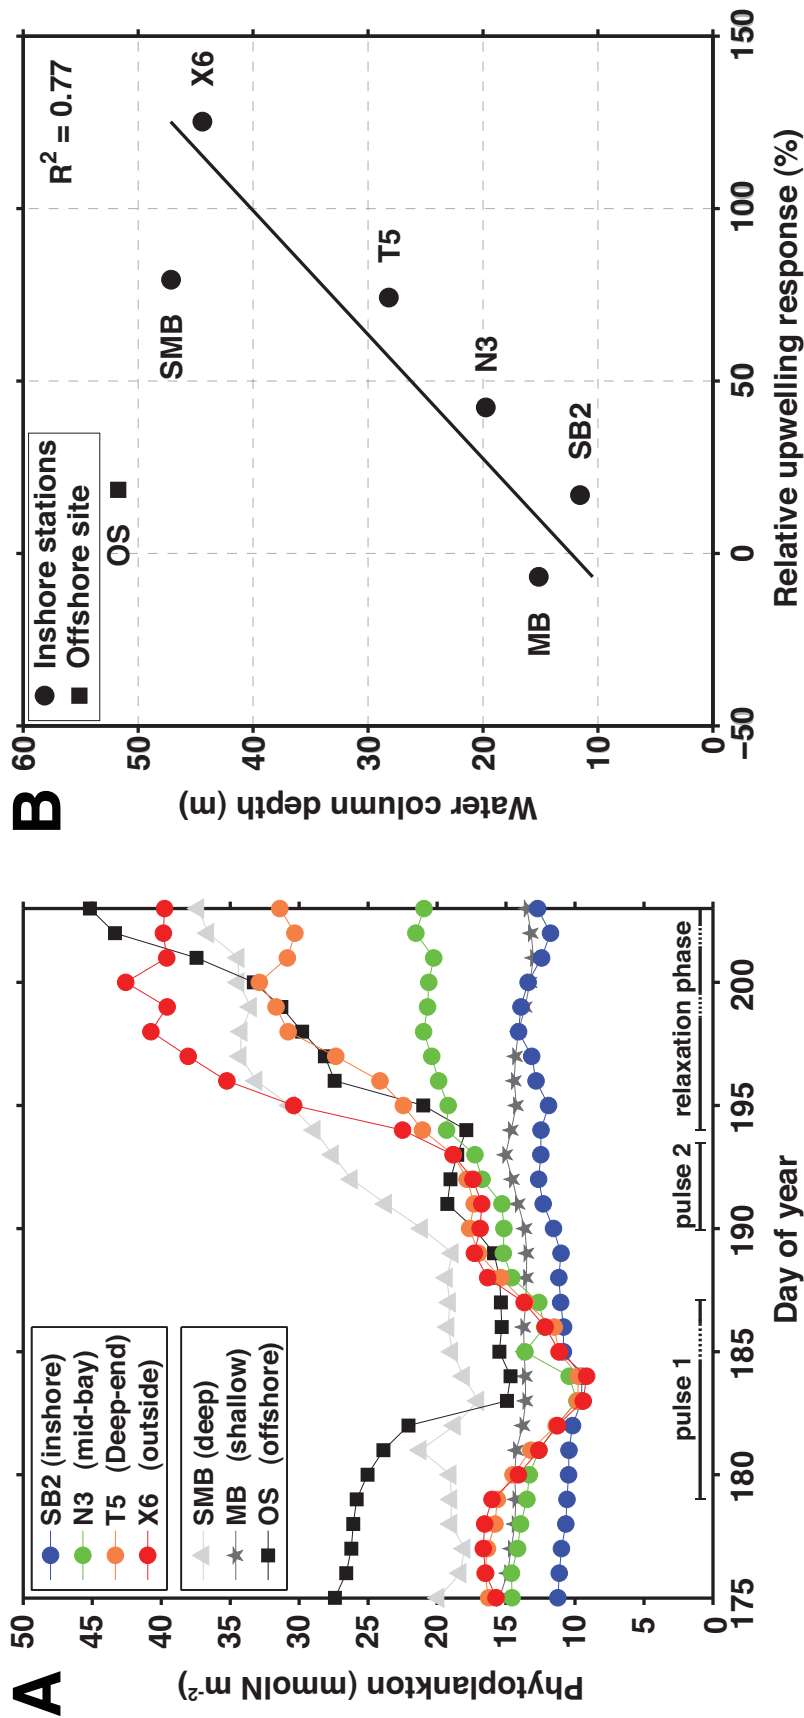 A
Phytoplankton (mmolN m-2)
50
45
40
35
30
25
20
15
10
5
0
SB2 (inshore)
N3 (mid-bay)
T5 (Deep-end)
X6 (outside)
SMB (deep)
MB (shallow)
OS (offshore)
pulse 1
pulse 2
relaxation phase
175
180
185
190
195
200
Day of year
B
Water column depth (m)
60
50
40
30
20
10
0
Inshore stations
Offshore site
R2 = 0.77
OS
SMB
X6
T5
N3
MB
SB2
−50
0
50
100
150
Relative upwelling response (%)